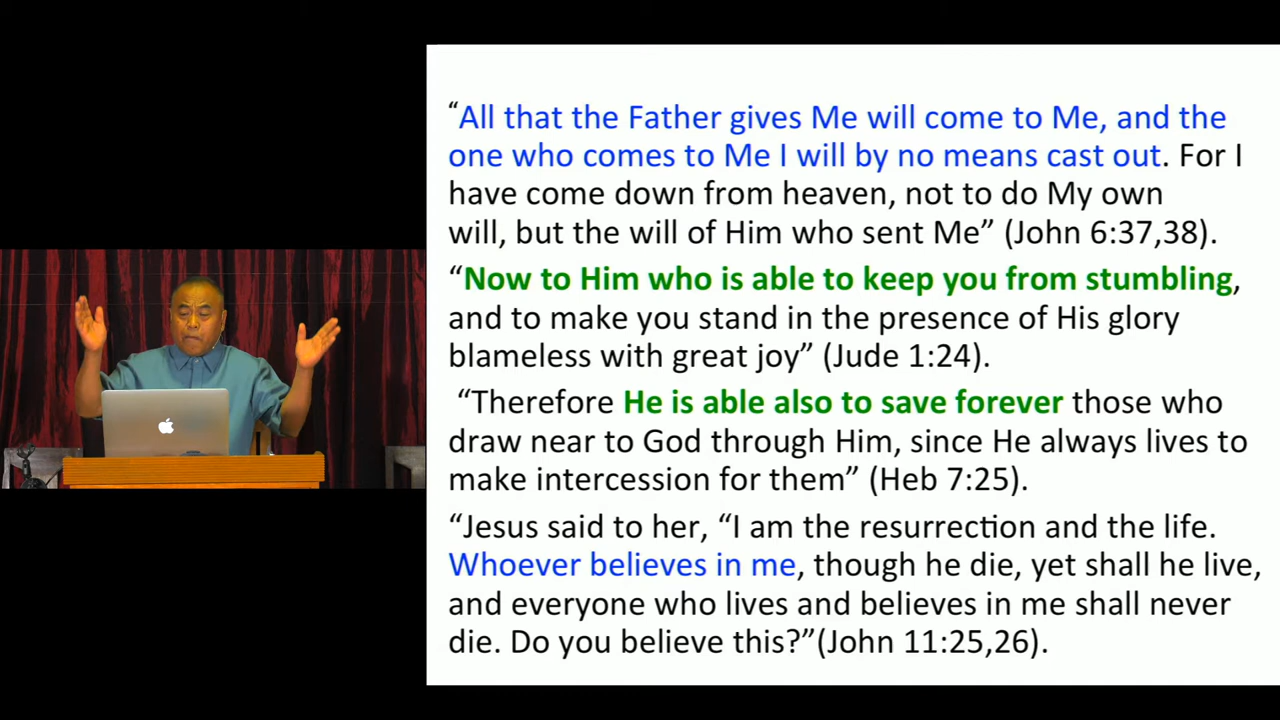 “All that the Father gives Me will come to Me, and the
one who comes to Me I will by no means cast out. For I
have come down from heaven, not to do My own
will, but the will of Him who sent Me” (John 6:37,38).
“Now to Him who is able to keep you from stumbling,
and to make you stand in the presence of His glory
blameless with great joy” (Jude 1:24).
“Therefore He is able also to save forever those who
draw near to God through Him, since He always lives to
make intercession for them” (Heb 7:25).
“Jesus said to her, “I am the resurrection and the life.
Whoever believes in me, though he die, yet shall he live,
and everyone who lives and believes in me shall never
die. Do you believe this?”(John 11:25,26).